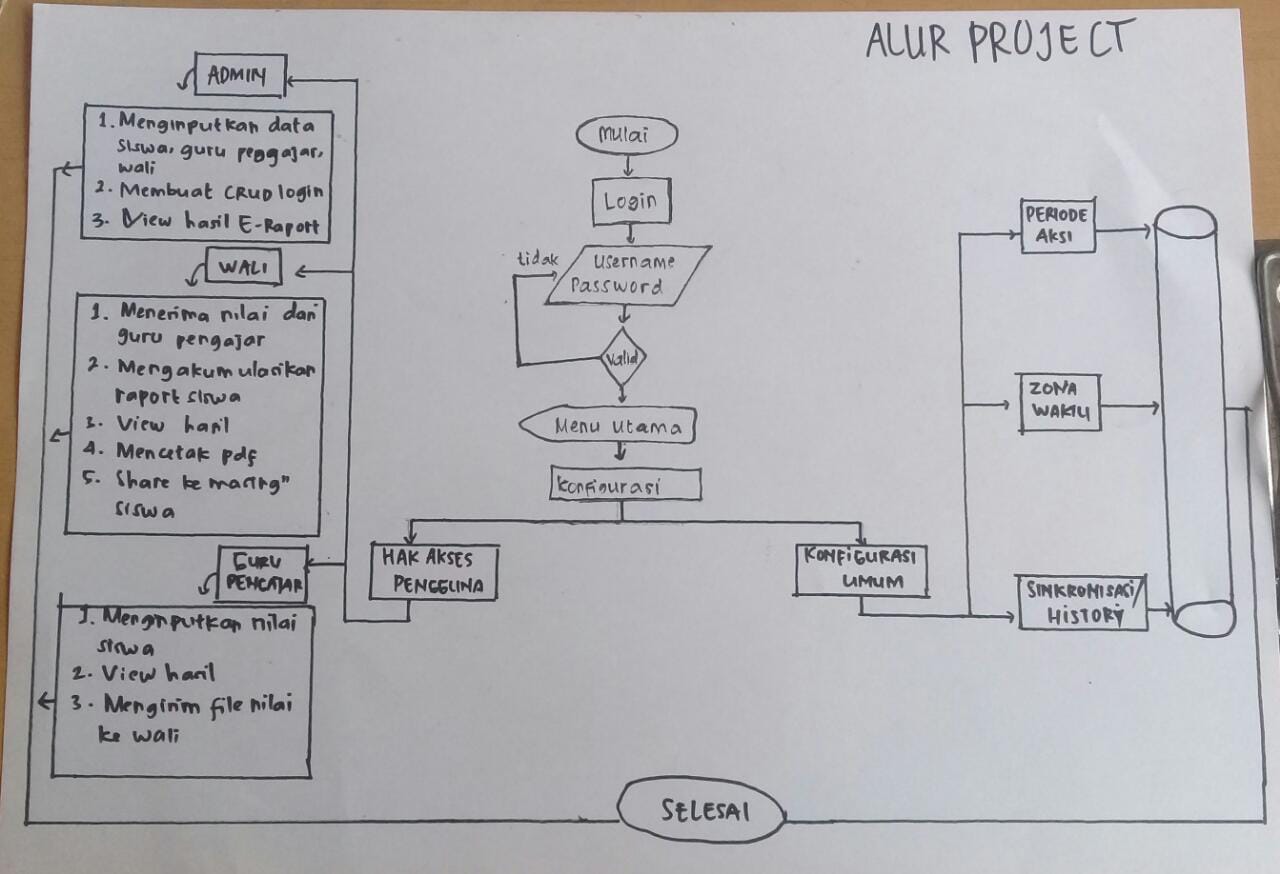 ALUR PROJECT
ADMIN
1. Menginputkan data
siswa, guru pengajar,
wali
2. Membuat CRUD login
3. View hasil E-Raport
WALI
1. Menerima nilai dari
guru pengajar
2. Mengakumulasikan
raport siswa
3. View hasil
4. Mencetak pdf
5. Share ke masing"
siswa
GURU
PENGAJAR
1. Menginputkan nilai
siswa
2. View hasil
3. Mengirim file nilai
ke wali
Mulai
Login
Username
Password
tidak
Valid
Menu Utama
Konfigurasi
HAK AKSES
PENGGUNA
KONFIGURASI
UMUM
PERIODE
AKSI
ZONA
WAKTU
SINKRONISASI/
HISTORY
SELESAI